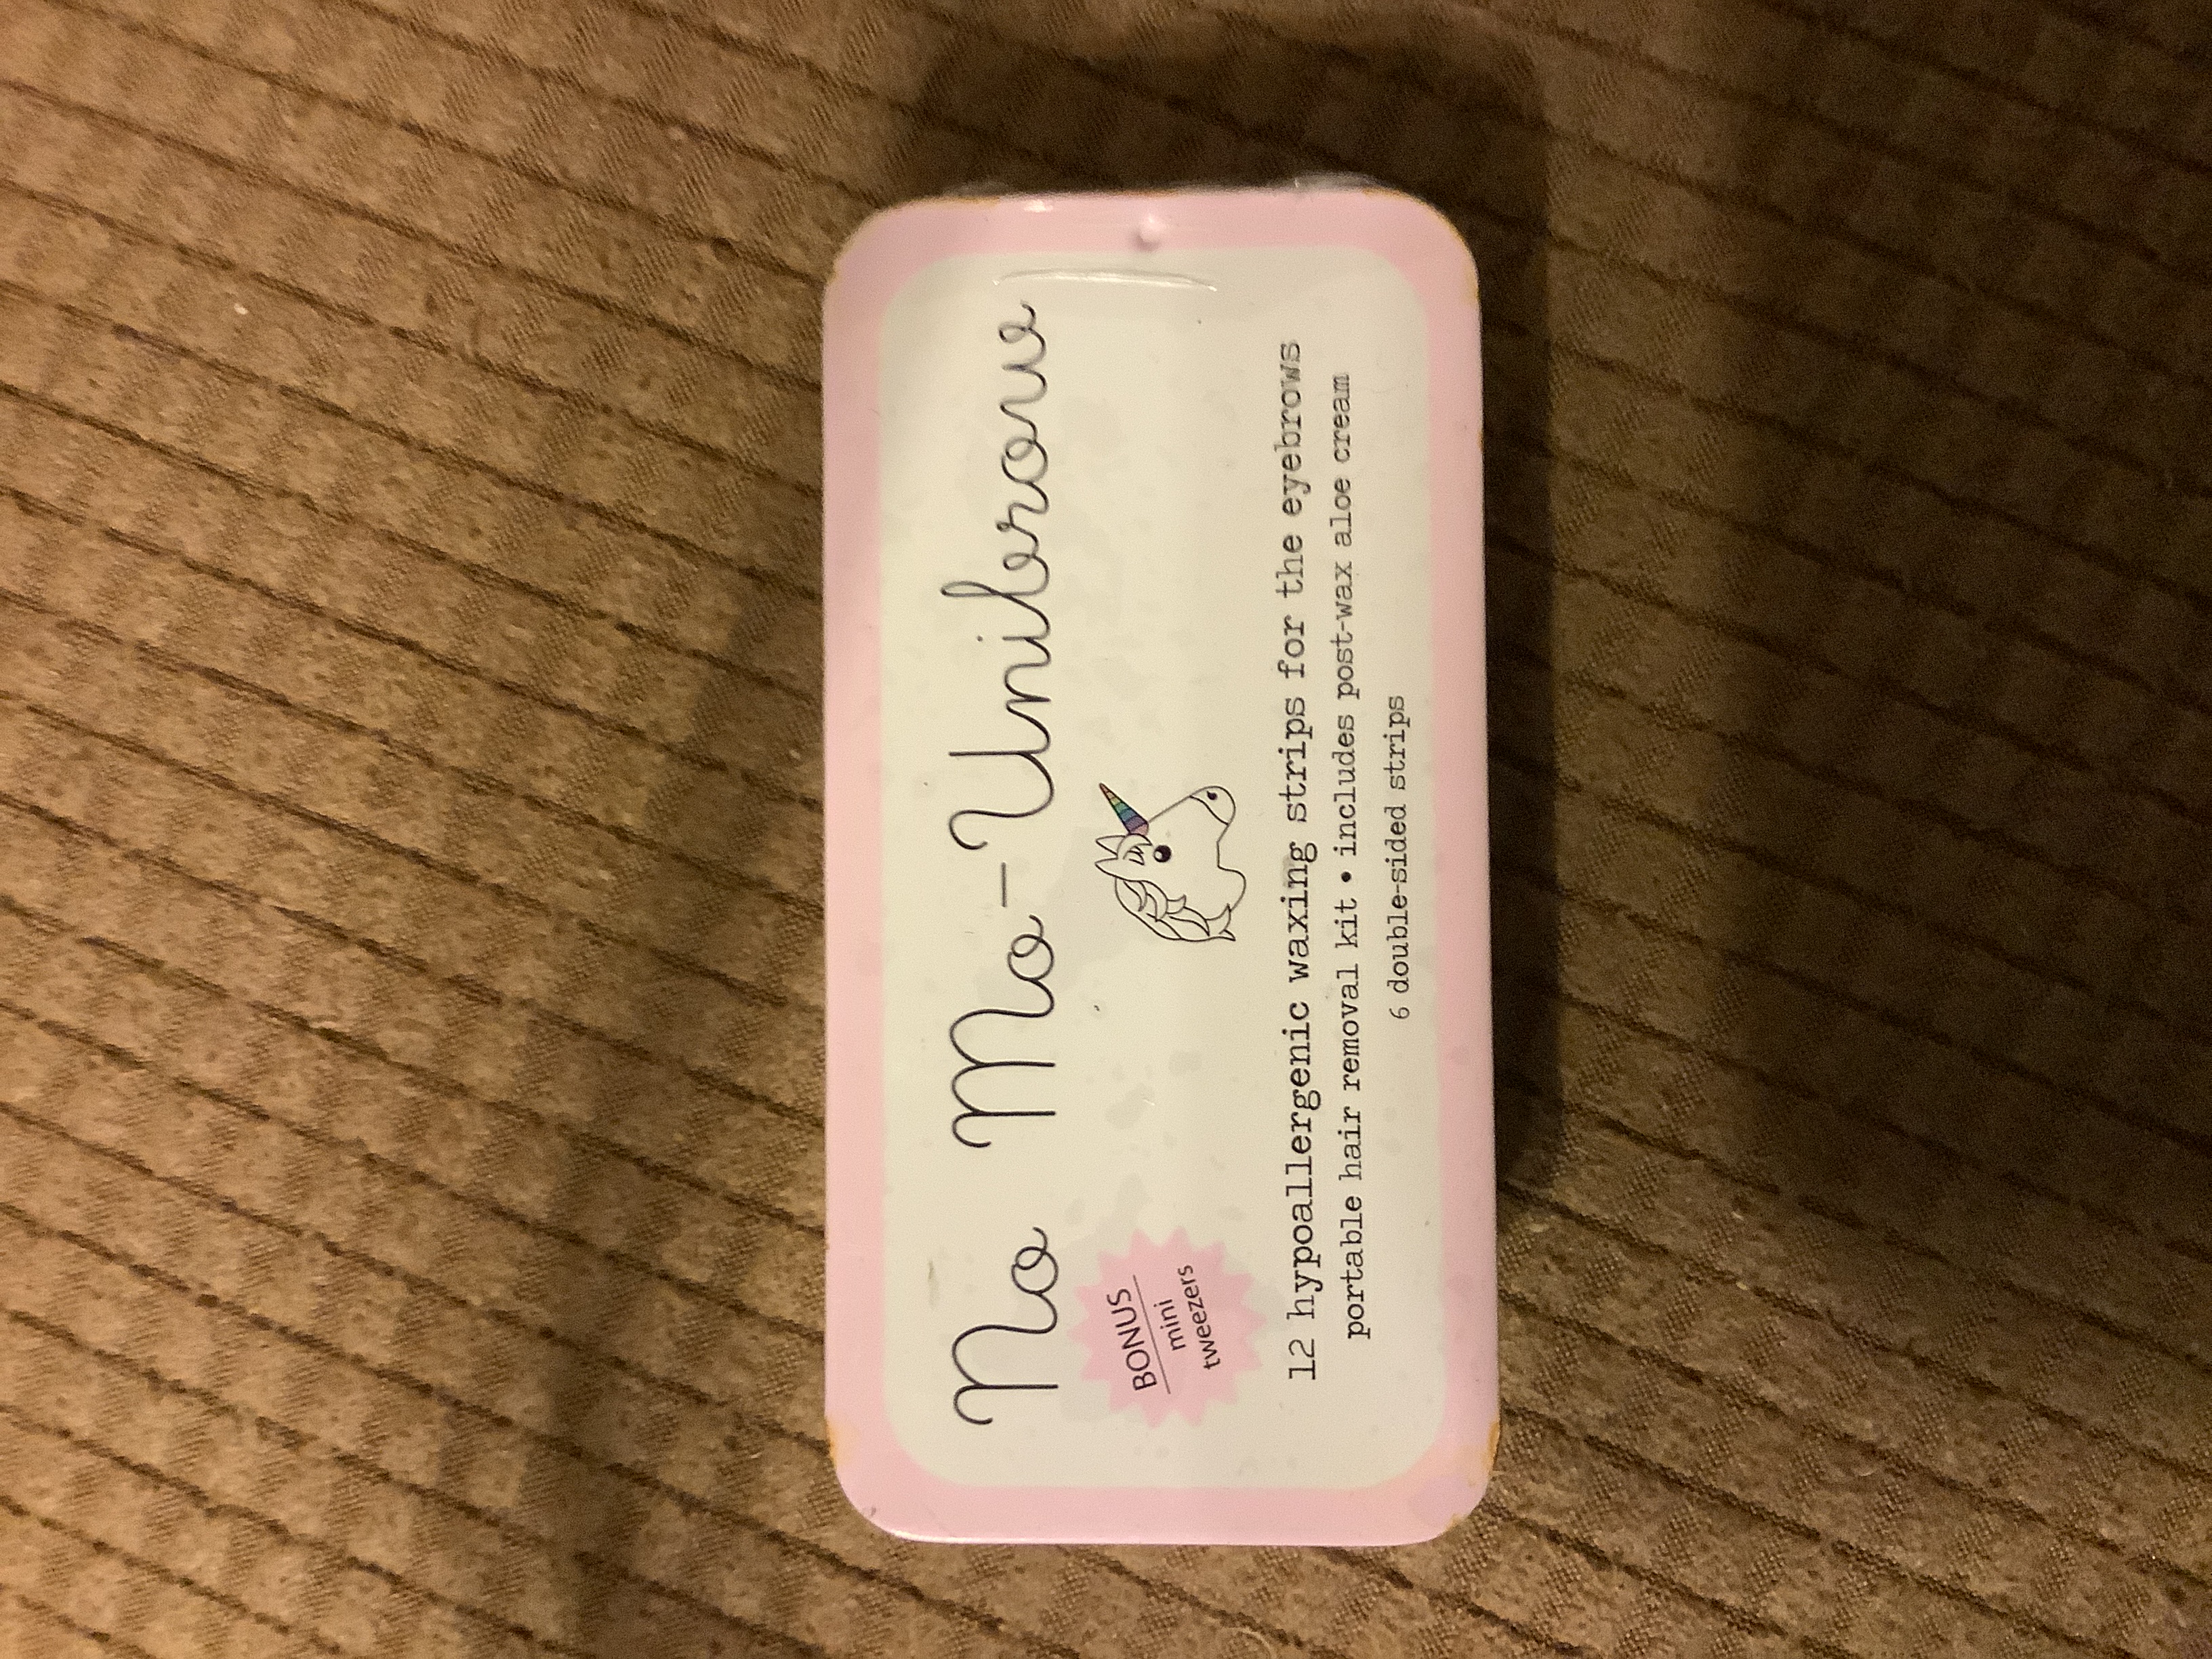 No Mo-Unibrow
BONUS
mini
tweezers
12 hypoallergenic waxing strips for the eyebrows
portable hair removal kit • includes post-wax aloe cream
6 double-sided strips